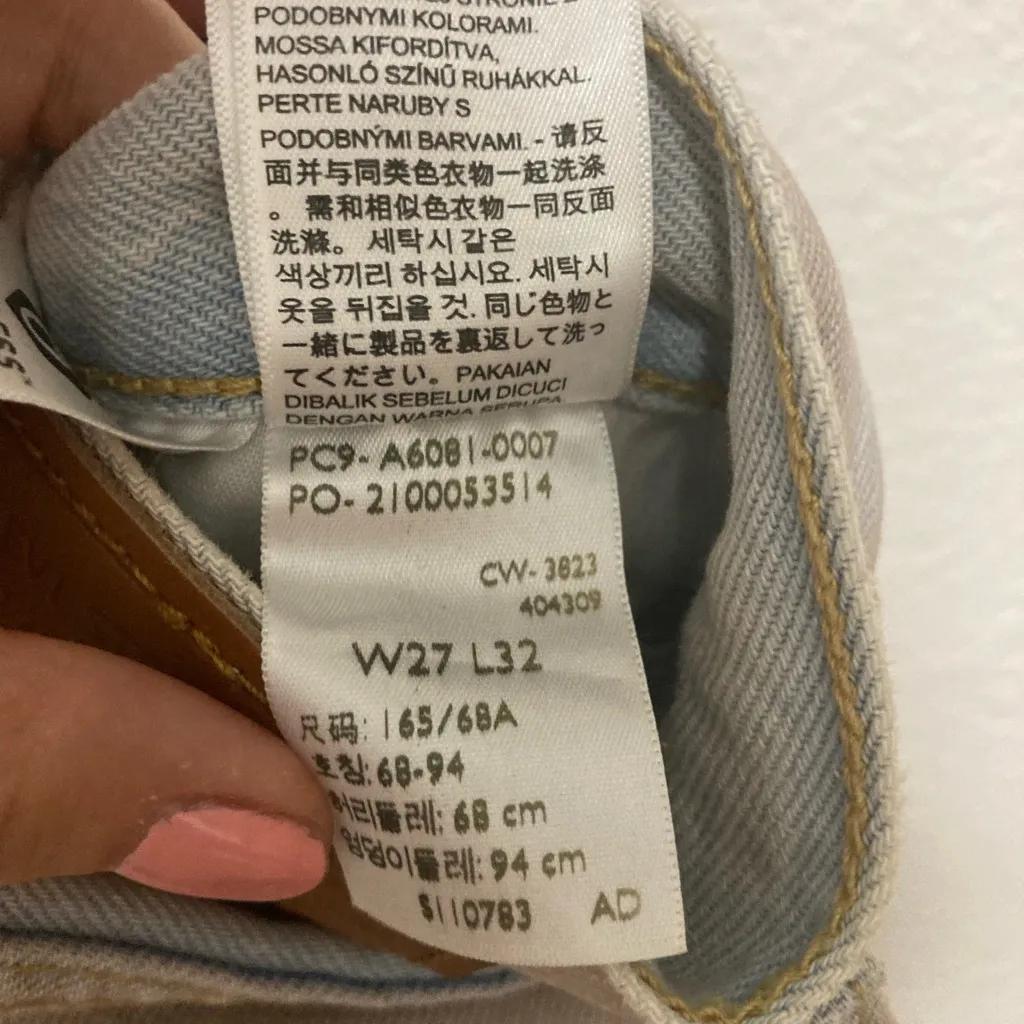 PODOBNYMI KOLORAMI.
MOSSA KIFORDÍTVA,
HASONLÓ SZÍNŰ RUHÁKKAL.
PERTE NARUBY S
PODOBNÝMI BARVAMI. - 请反
面并与同类色衣物一起洗涤
。 需和相似色衣物一同反面
洗滌。 세탁시 같은
색상끼리 하십시요. 세탁시
옷을 뒤집을 것. 同じ色物と
一緒に製品を裏返して洗っ
てください。 PAKAIAN
DIBALIK SEBELUM DICUCI
DENGAN WARNA SERUPA
PC9- A6081-0007
PO- 2100053514
CW- 3823
404309
W27 L32
尺码: 165/68A
호칭: 68-94
허리둘레: 68 cm
엉덩이둘레: 94 cm
S110783 AD